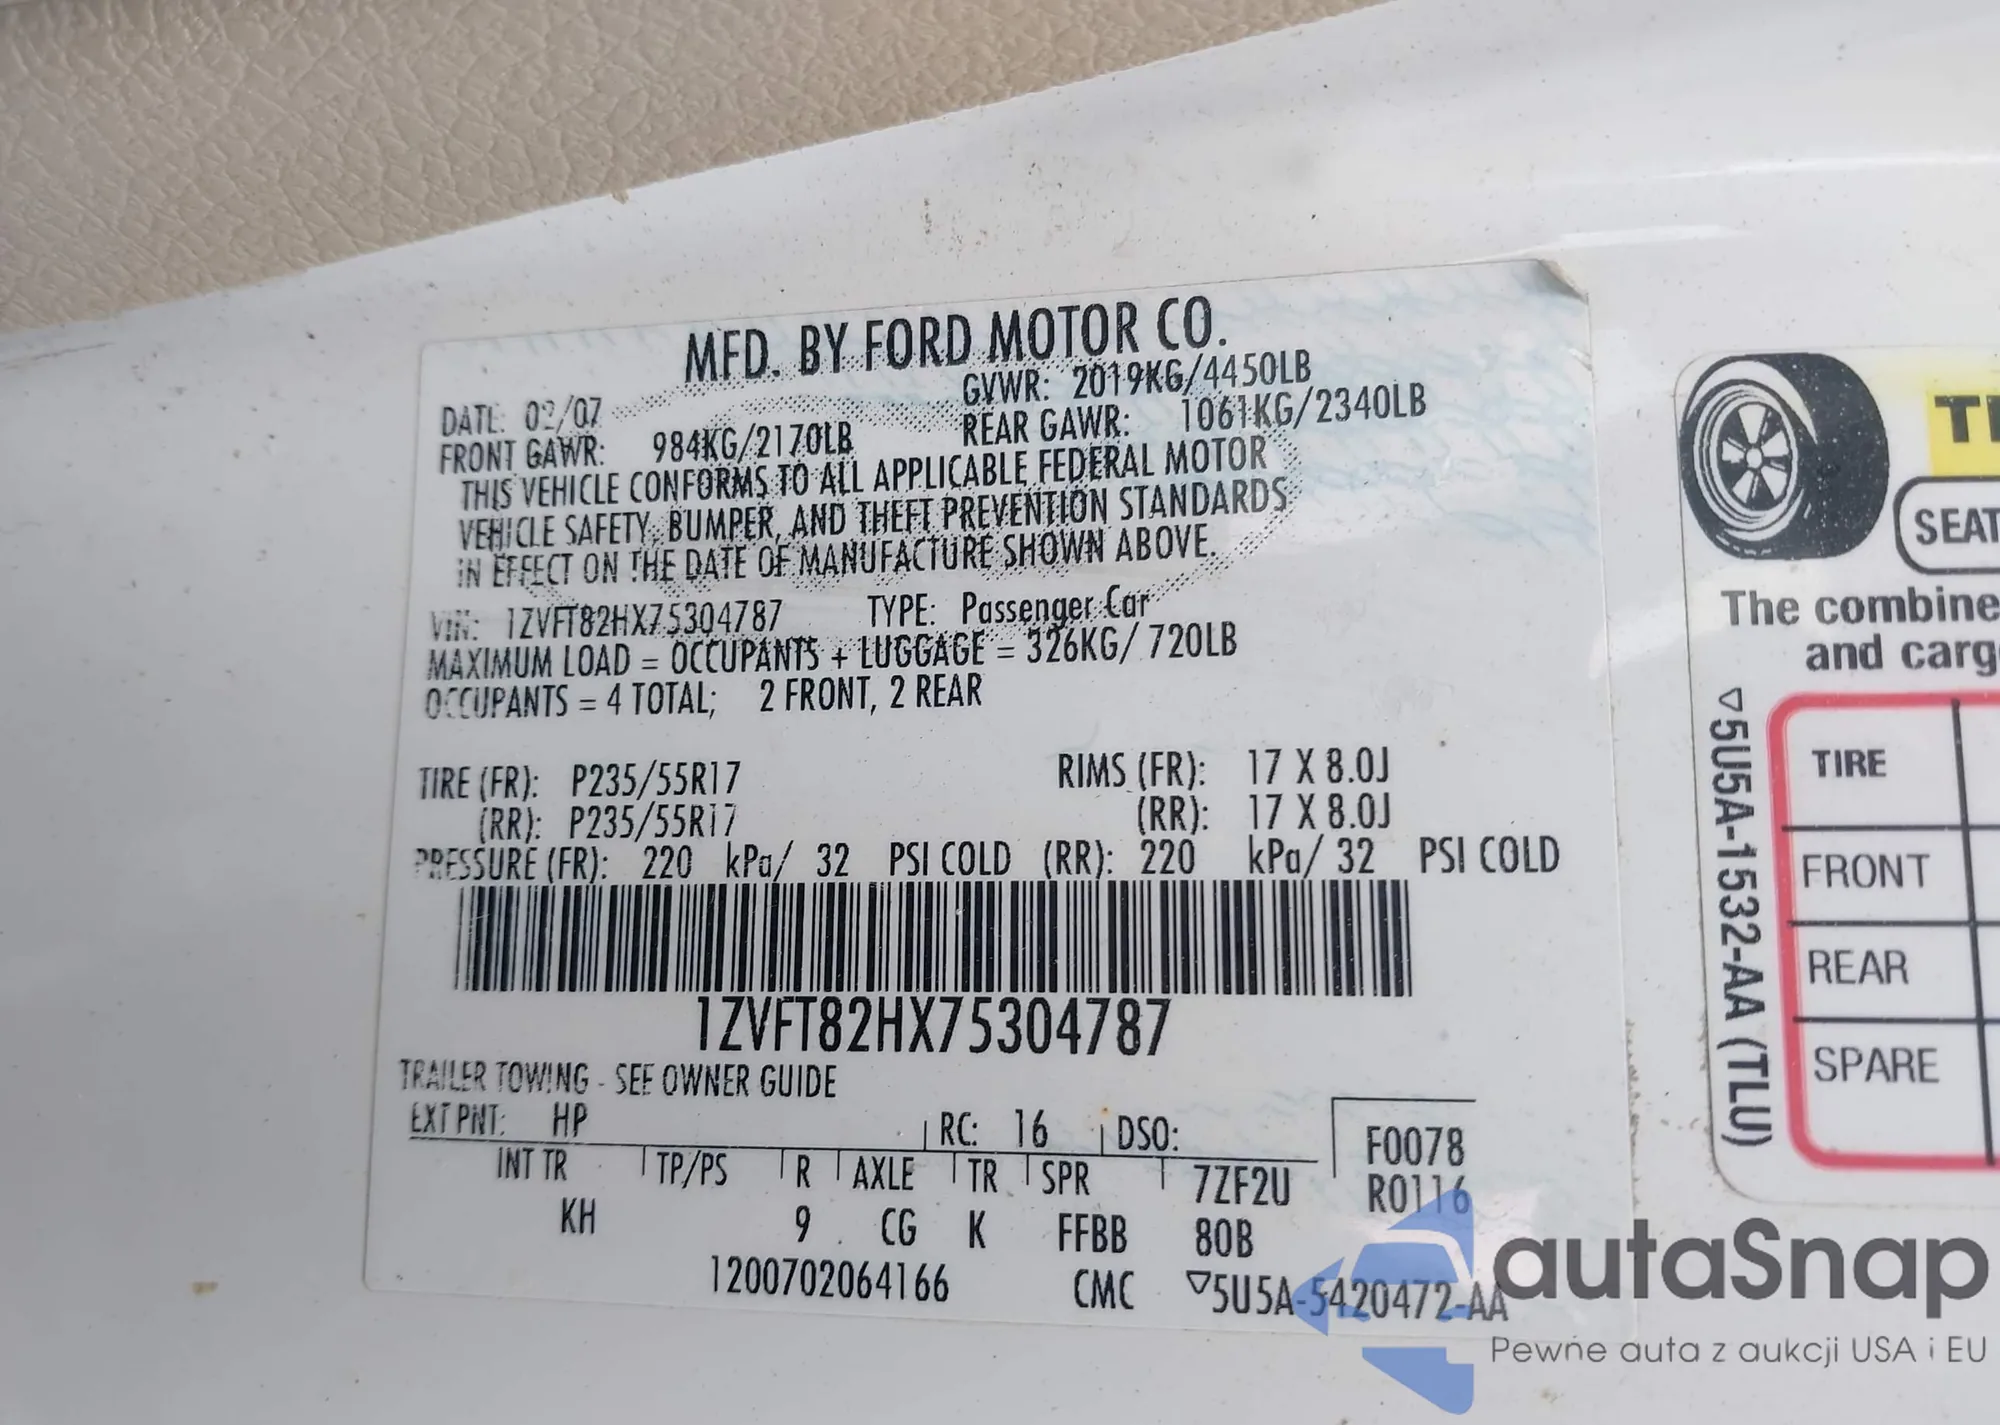 MFD. BY FORD MOTOR CO.
DATE: 02/07 GVWR: 2019KG/4450LB
FRONT GAWR: 984KG/2170LB REAR GAWR: 1061KG/2340LB
THIS VEHICLE CONFORMS TO ALL APPLICABLE FEDERAL MOTOR
VEHICLE SAFETY, BUMPER, AND THEFT PREVENTION STANDARDS
IN EFFECT ON THE DATE OF MANUFACTURE SHOWN ABOVE.
VIN: 1ZVFT82HX75304787 TYPE: Passenger Car
MAXIMUM LOAD = OCCUPANTS + LUGGAGE = 326KG/ 720LB
OCCUPANTS = 4 TOTAL; 2 FRONT, 2 REAR
TIRE (FR): P235/55R17 RIMS (FR): 17 X 8.0J
(RR): P235/55R17 (RR): 17 X 8.0J
PRESSURE (FR): 220 kPa/ 32 PSI COLD (RR): 220 kPa/ 32 PSI COLD
1ZVFT82HX75304787
TRAILER TOWING - SEE OWNER GUIDE
EXT PNT: HP RC: 16 DSO: F0078
INT TR TP/PS R AXLE TR SPR 7ZF2U R0116
KH 9 CG K FFBB 80B
1200702064166 CMC ▽5U5A-5420472-AA
SEAT
The combine
and carg
▽5U5A-1532-AA (TLU)
TIRE
FRONT
REAR
SPARE
autaSnap
Pewne auta z aukcji USA i EU